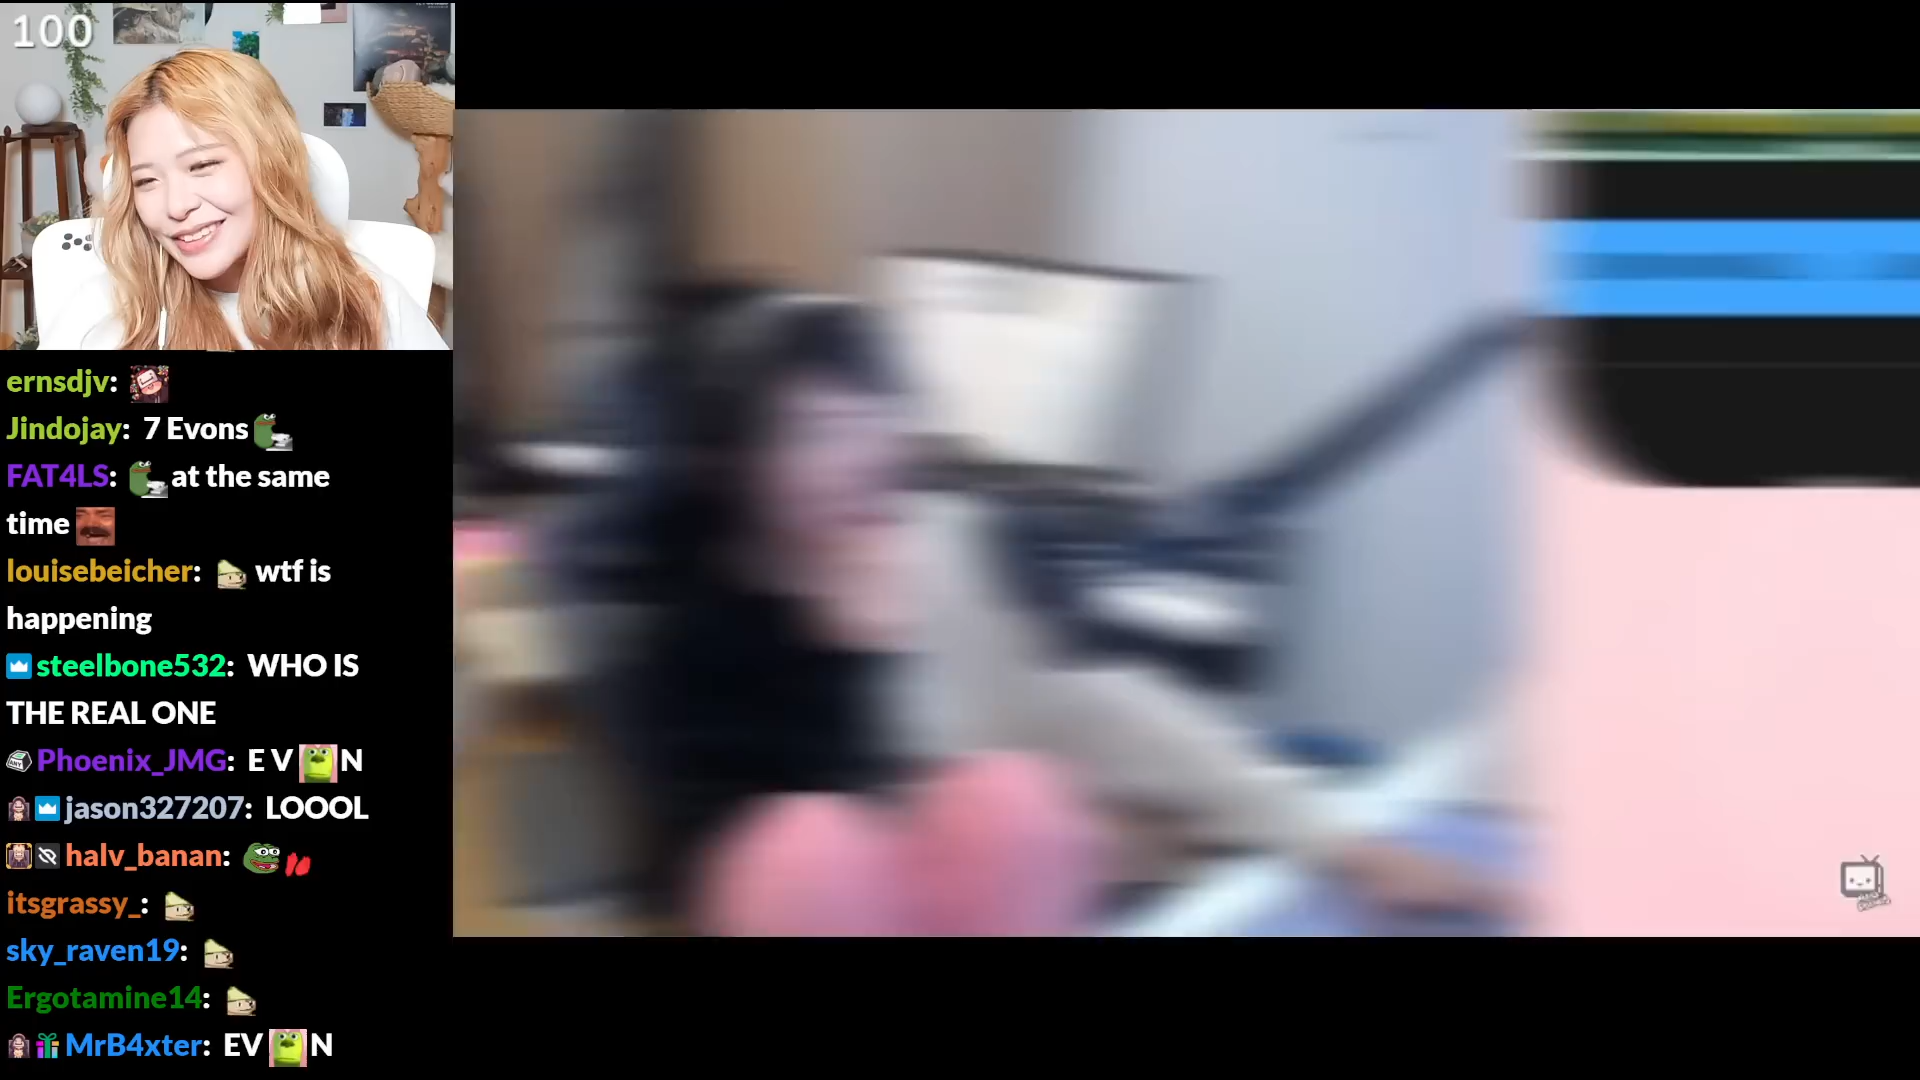 100
ernsdjv:
Jindojay: 7 Evons
FAT4LS: at the same
time
louisebeicher: wtf is
happening
steelbone532: WHO IS
THE REAL ONE
Phoenix_JMG: E V N
jason327207: LOOOL
halv_banan:
itsgrassy_:
sky_raven19:
Ergotamine14:
MrB4xter: EV N